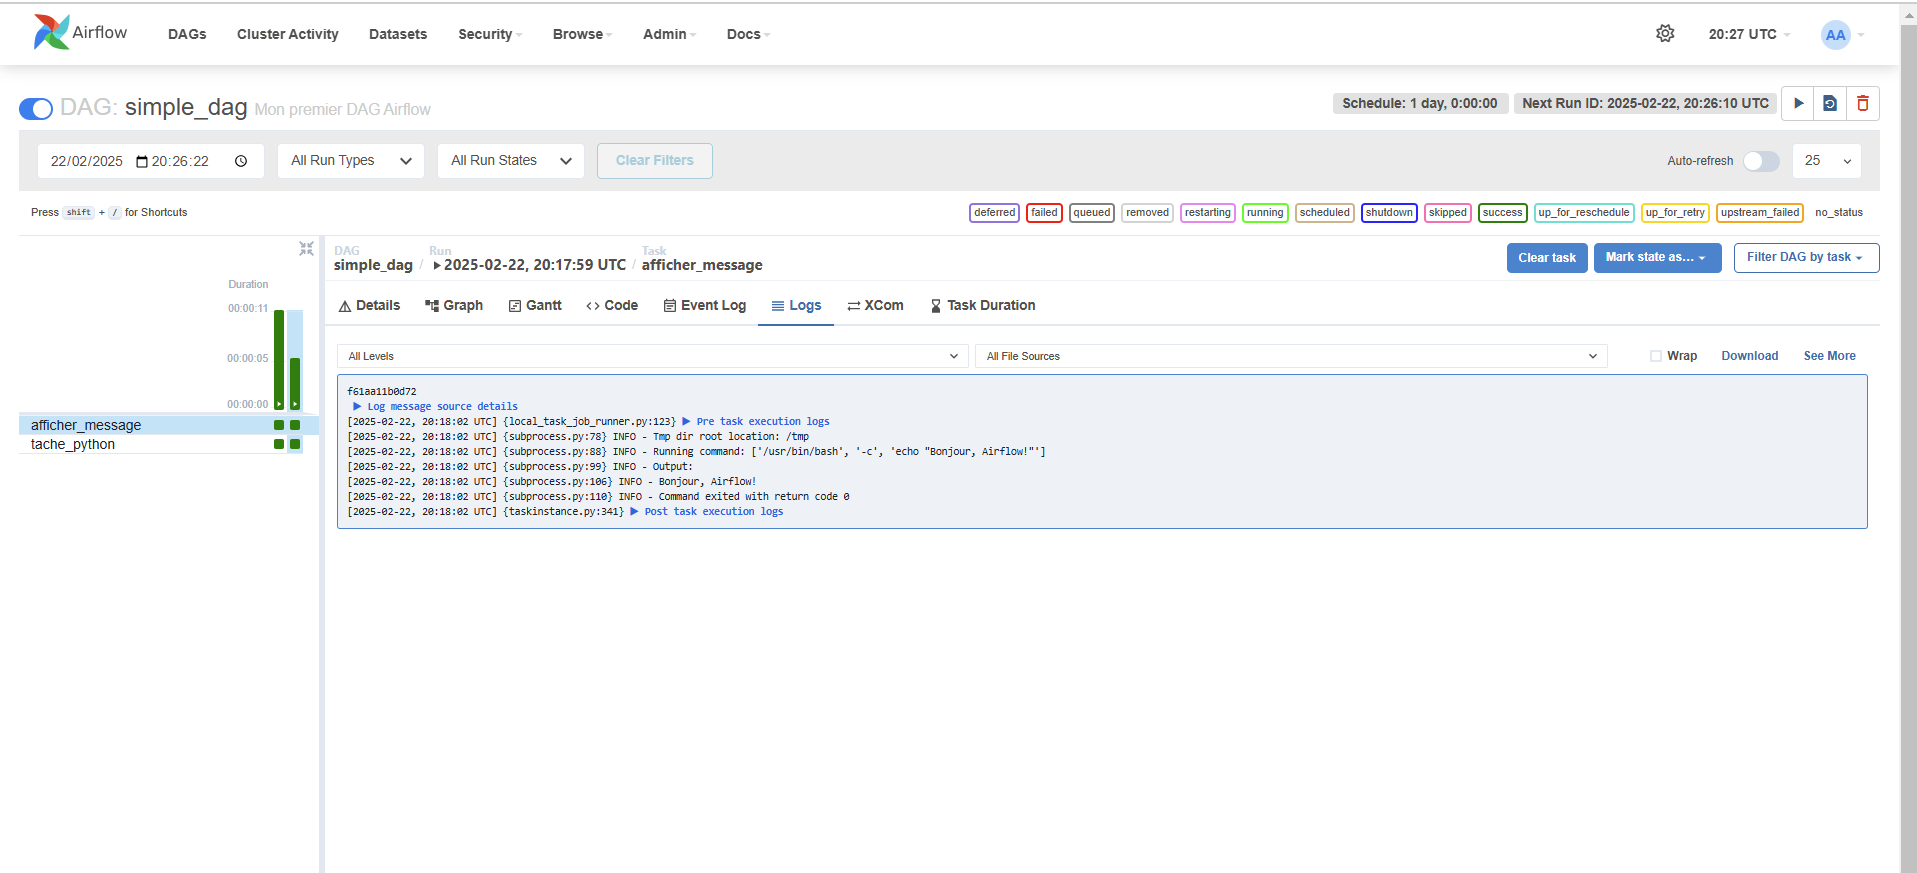 Airflow DAGs Cluster Activity Datasets Security Browse Admin Docs 20:27 UTC AA
DAG: simple_dag Mon premier DAG Airflow Schedule: 1 day, 0:00:00 Next Run ID: 2025-02-22, 20:26:10 UTC
22/02/2025 20:26:22 All Run Types All Run States Clear Filters Auto-refresh 25
Press shift + / for Shortcuts deferred failed queued removed restarting running scheduled shutdown skipped success up_for_reschedule up_for_retry upstream_failed no_status
DAG Run Task
simple_dag / 2025-02-22, 20:17:59 UTC / afficher_message Clear task Mark state as... Filter DAG by task
Duration
00:00:11
00:00:05
00:00:00
afficher_message
tache_python
Details Graph Gantt Code Event Log Logs XCom Task Duration
All Levels All File Sources Wrap Download See More
f61aa11b0d72
▶ Log message source details
[2025-02-22, 20:18:02 UTC] {local_task_job_runner.py:123} ▶ Pre task execution logs
[2025-02-22, 20:18:02 UTC] {subprocess.py:78} INFO - Tmp dir root location: /tmp
[2025-02-22, 20:18:02 UTC] {subprocess.py:88} INFO - Running command: ['/usr/bin/bash', '-c', 'echo "Bonjour, Airflow!"']
[2025-02-22, 20:18:02 UTC] {subprocess.py:99} INFO - Output:
[2025-02-22, 20:18:02 UTC] {subprocess.py:106} INFO - Bonjour, Airflow!
[2025-02-22, 20:18:02 UTC] {subprocess.py:110} INFO - Command exited with return code 0
[2025-02-22, 20:18:02 UTC] {taskinstance.py:341} ▶ Post task execution logs